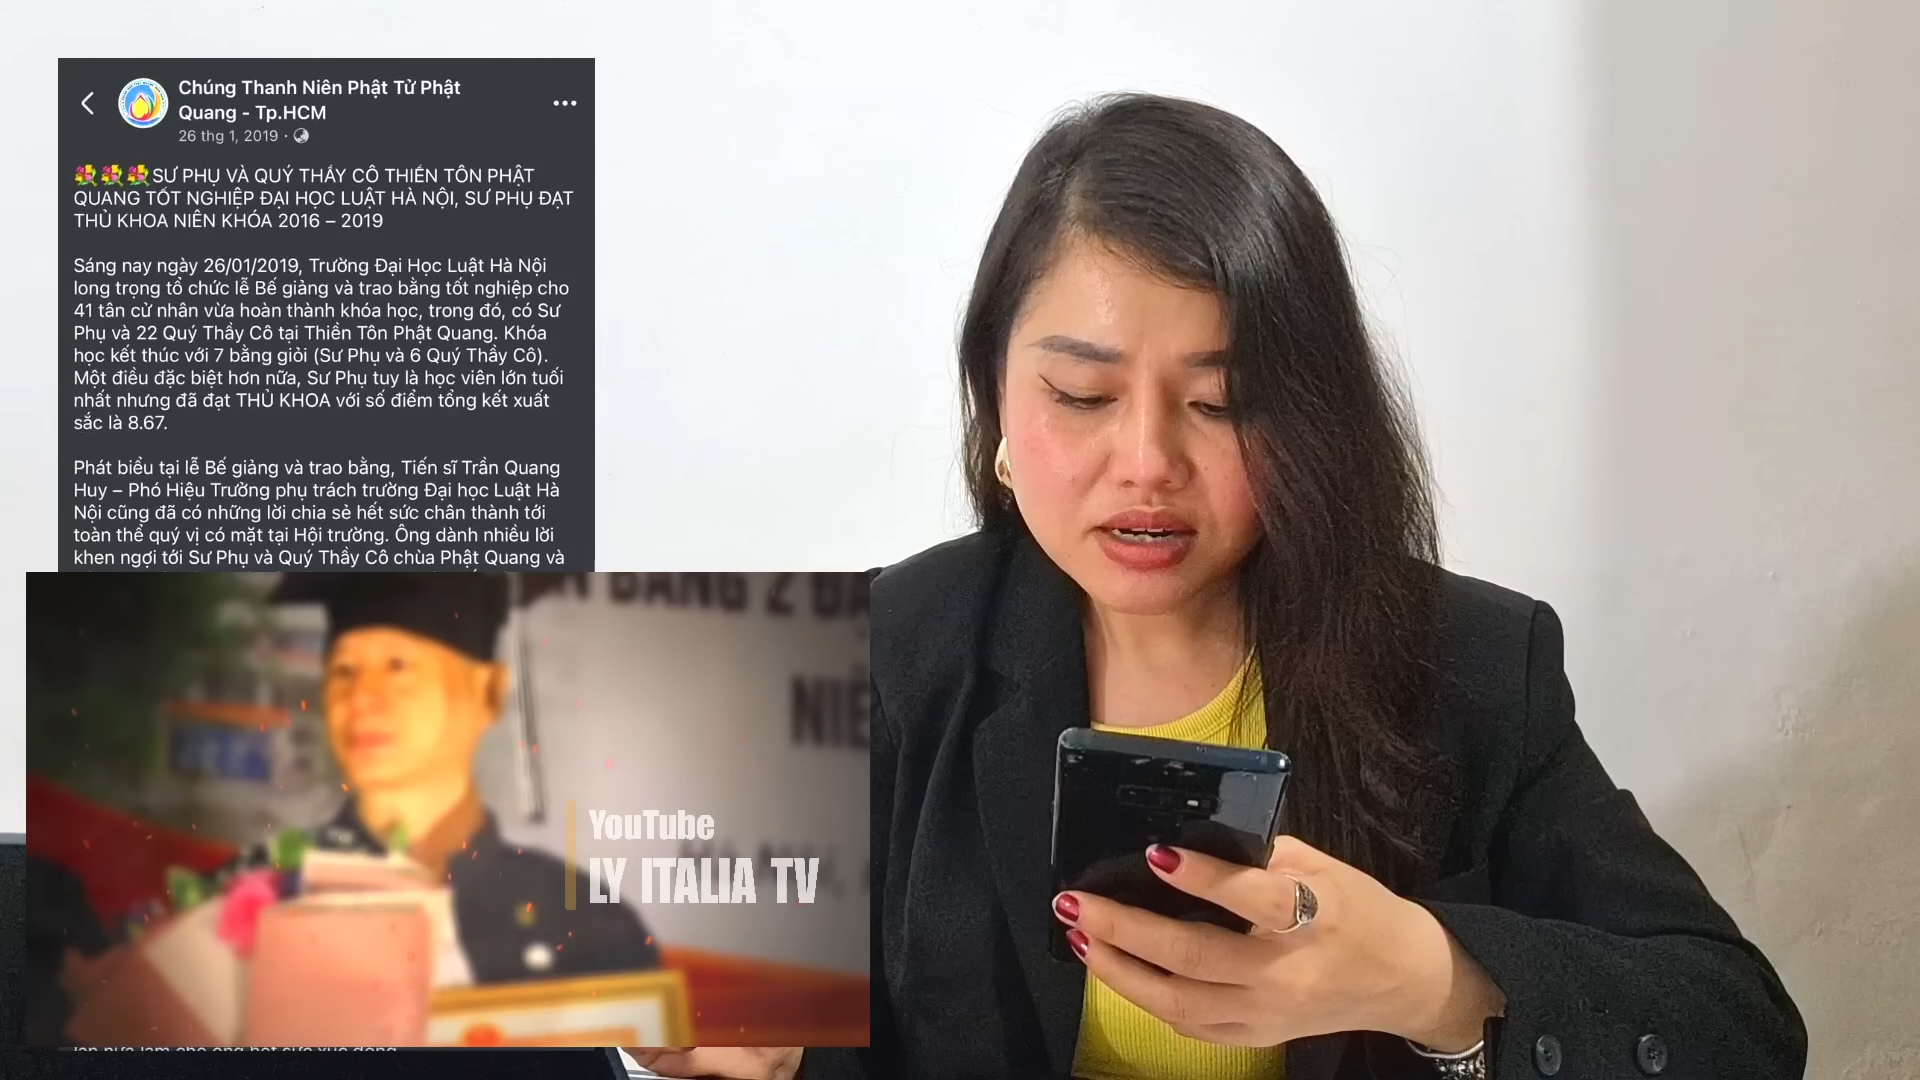 Chúng Thanh Niên Phật Tử Phật
Quang - Tp.HCM
26 thg 1, 2019 ·
SƯ PHỤ VÀ QUÝ THẦY CÔ THIỀN TÔN PHẬT
QUANG TỐT NGHIỆP ĐẠI HỌC LUẬT HÀ NỘI, SƯ PHỤ ĐẠT
THỦ KHOA NIÊN KHÓA 2016 – 2019
Sáng nay ngày 26/01/2019, Trường Đại Học Luật Hà Nội
long trọng tổ chức lễ Bế giảng và trao bằng tốt nghiệp cho
41 tân cử nhân vừa hoàn thành khóa học, trong đó, có Sư
Phụ và 22 Quý Thầy Cô tại Thiền Tôn Phật Quang. Khóa
học kết thúc với 7 bằng giỏi (Sư Phụ và 6 Quý Thầy Cô).
Một điều đặc biệt hơn nữa, Sư Phụ tuy là học viên lớn tuổi
nhất nhưng đã đạt THỦ KHOA với số điểm tổng kết xuất
sắc là 8.67.
Phát biểu tại lễ Bế giảng và trao bằng, Tiến sĩ Trần Quang
Huy – Phó Hiệu Trưởng phụ trách trường Đại học Luật Hà
Nội cũng đã có những lời chia sẻ hết sức chân thành tới
toàn thể quý vị có mặt tại Hội trường. Ông dành nhiều lời
khen ngợi tới Sư Phụ và Quý Thầy Cô chùa Phật Quang và
BẰNG 2
YouTube
LY ITALIA TV